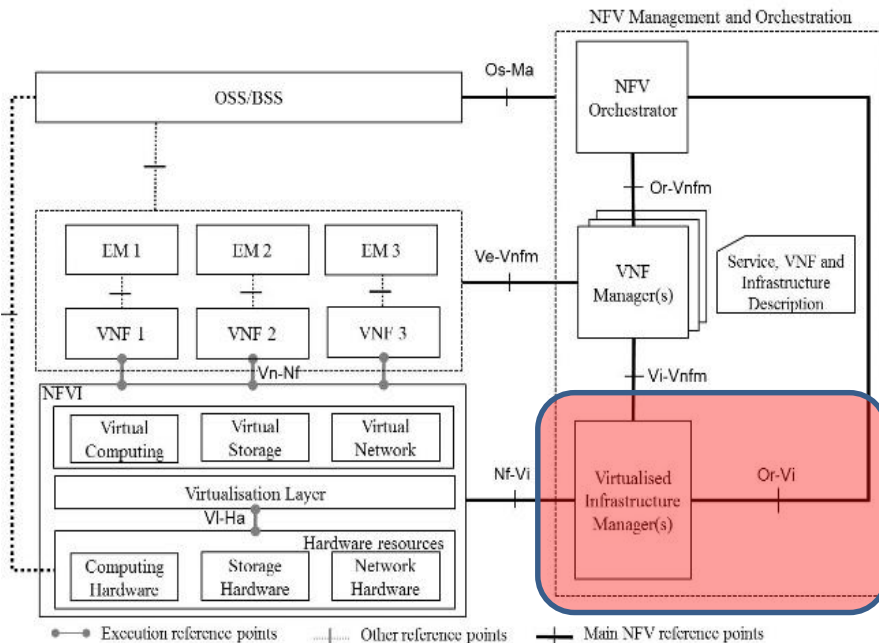 NFV Management and Orchestration
Os-Ma
OSS/BSS
NFV
Orchestrator
Or-Vnfm
EM 1
EM 2
EM 3
Ve-Vnfm
VNF
Manager(s)
Service, VNF and
Infrastructure
Description
VNF 1
VNF 2
VNF 3
Vn-Nf
Vi-Vnfm
NFVI
Virtual
Computing
Virtual
Storage
Virtual
Network
Nf-Vi
Virtualised
Infrastructure
Manager(s)
Or-Vi
Virtualisation Layer
Vl-Ha
Hardware resources
Computing
Hardware
Storage
Hardware
Network
Hardware
Execution reference points
Other reference points
Main NFV reference points